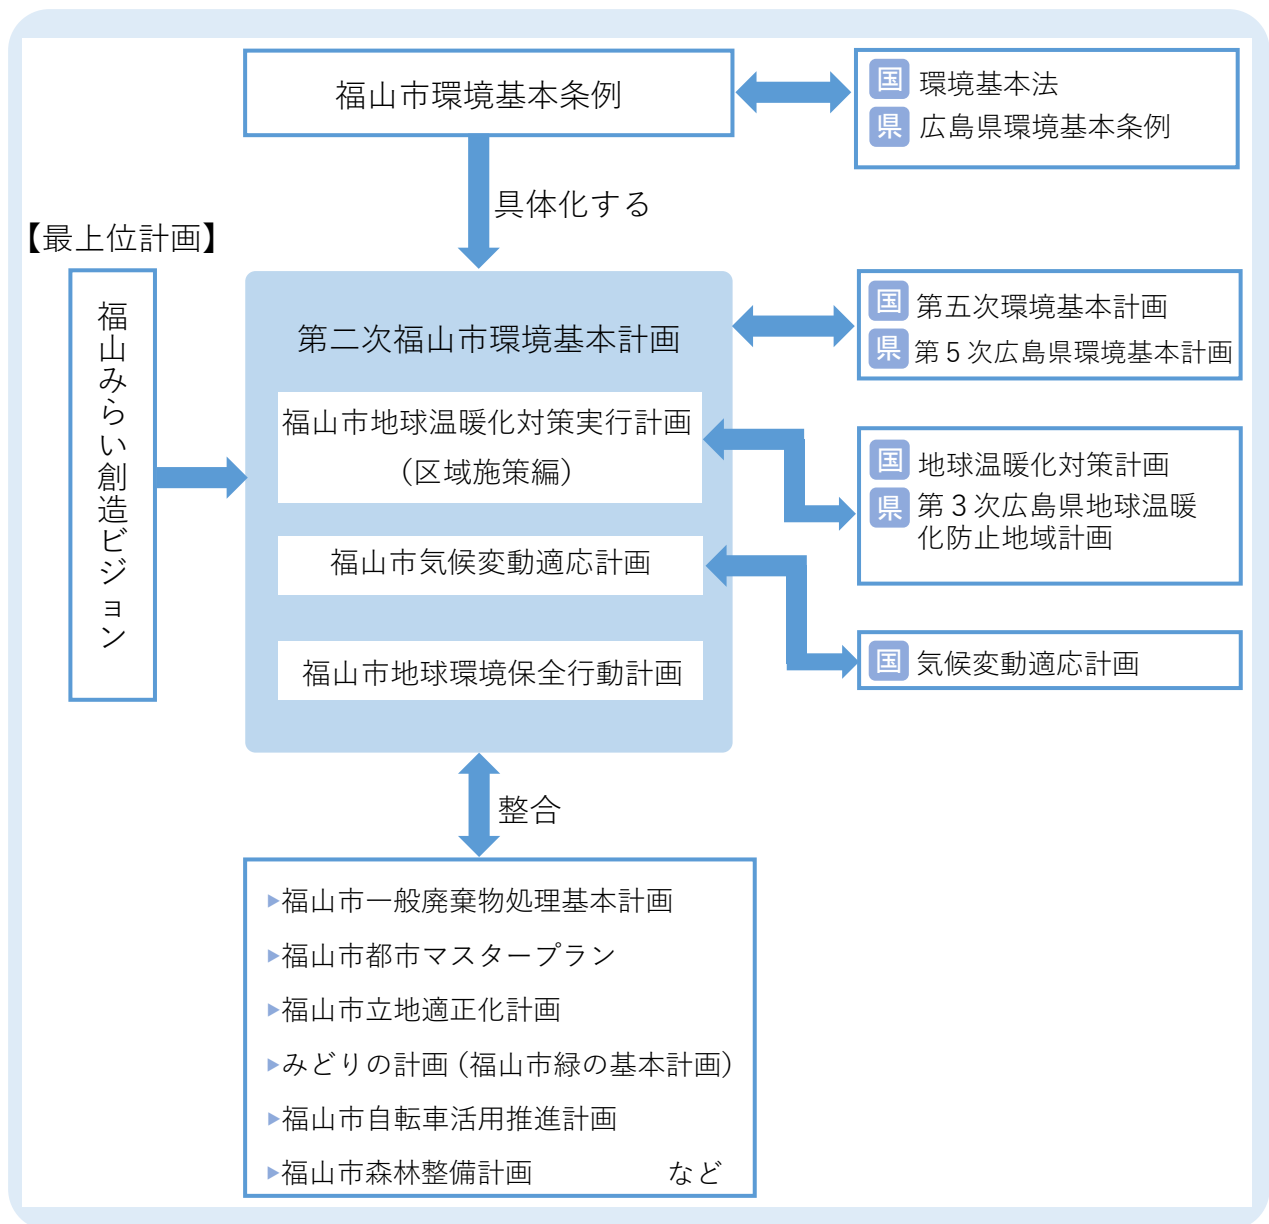 福山市環境基本条例
国 環境基本法
県 広島県環境基本条例
具体化する
【最上位計画】
福山みらい創造ビジョン
第二次福山市環境基本計画
国 第五次環境基本計画
県 第5次広島県環境基本計画
福山市地球温暖化対策実行計画
(区域施策編)
国 地球温暖化対策計画
県 第3次広島県地球温暖
化防止地域計画
福山市気候変動適応計画
国 気候変動適応計画
福山市地球環境保全行動計画
整合
▶福山市一般廃棄物処理基本計画
▶福山市都市マスタープラン
▶福山市立地適正化計画
▶みどりの計画(福山市緑の基本計画)
▶福山市自転車活用推進計画
▶福山市森林整備計画 など